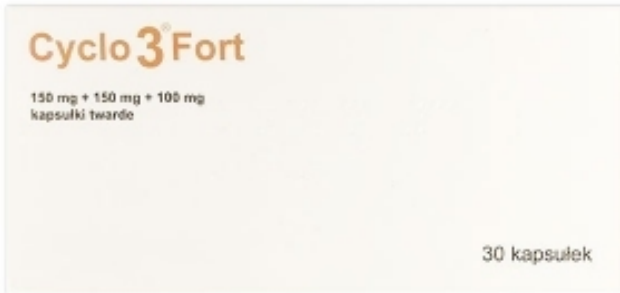 Cyclo 3® Fort
150 mg + 150 mg + 100 mg
kapsułki twarde
30 kapsułek